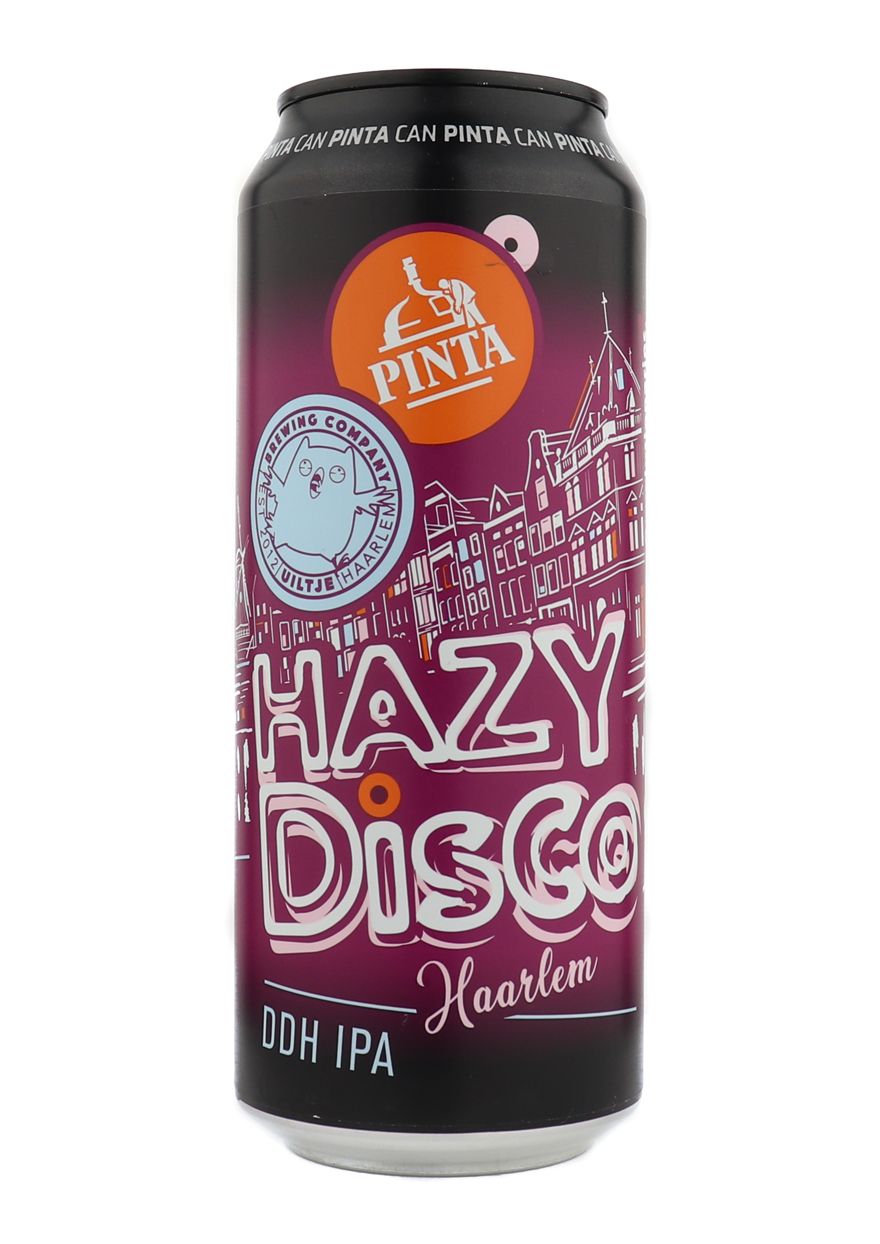 PINTA CAN PINTA CAN PINTA CAN PINTA CAN
PINTA
BREWING COMPANY
EST 2012 UILTJE HAARLEM
HAZY
DiSCO
Haarlem
DDH IPA